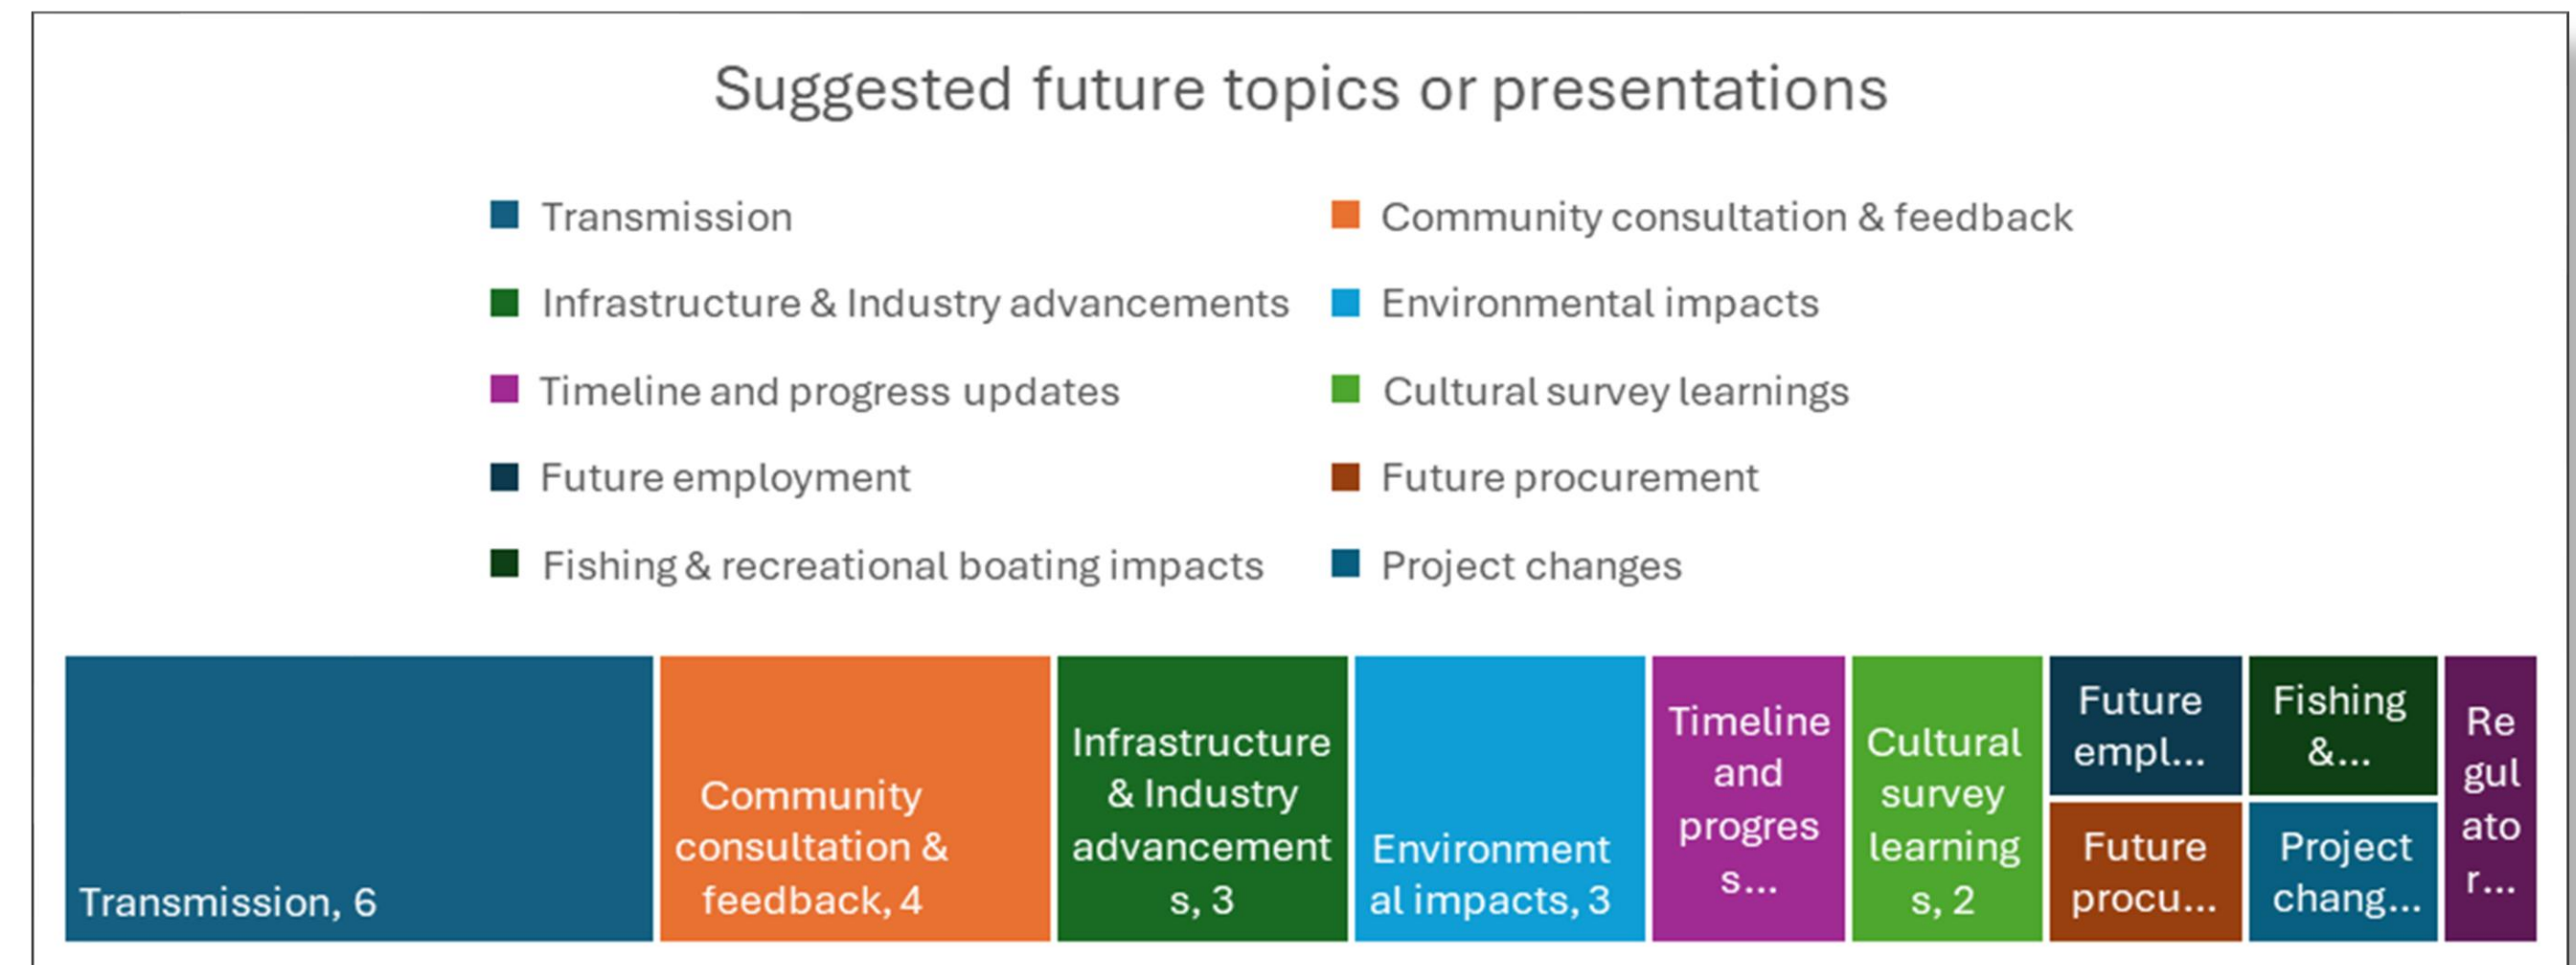 Suggested future topics or presentations
Transmission
Community consultation & feedback
Infrastructure & Industry advancements
Environmental impacts
Timeline and progress updates
Cultural survey learnings
Future employment
Future procurement
Fishing & recreational boating impacts
Project changes
Transmission, 6
Community
consultation &
feedback, 4
Infrastructure
& Industry
advancement
s, 3
Environment
al impacts, 3
Timeline
and
progres
s...
Cultural
survey
learning
s, 2
Future
empl...
Future
procu...
Fishing
&...
Project
chang...
Re
gul
ato
r...